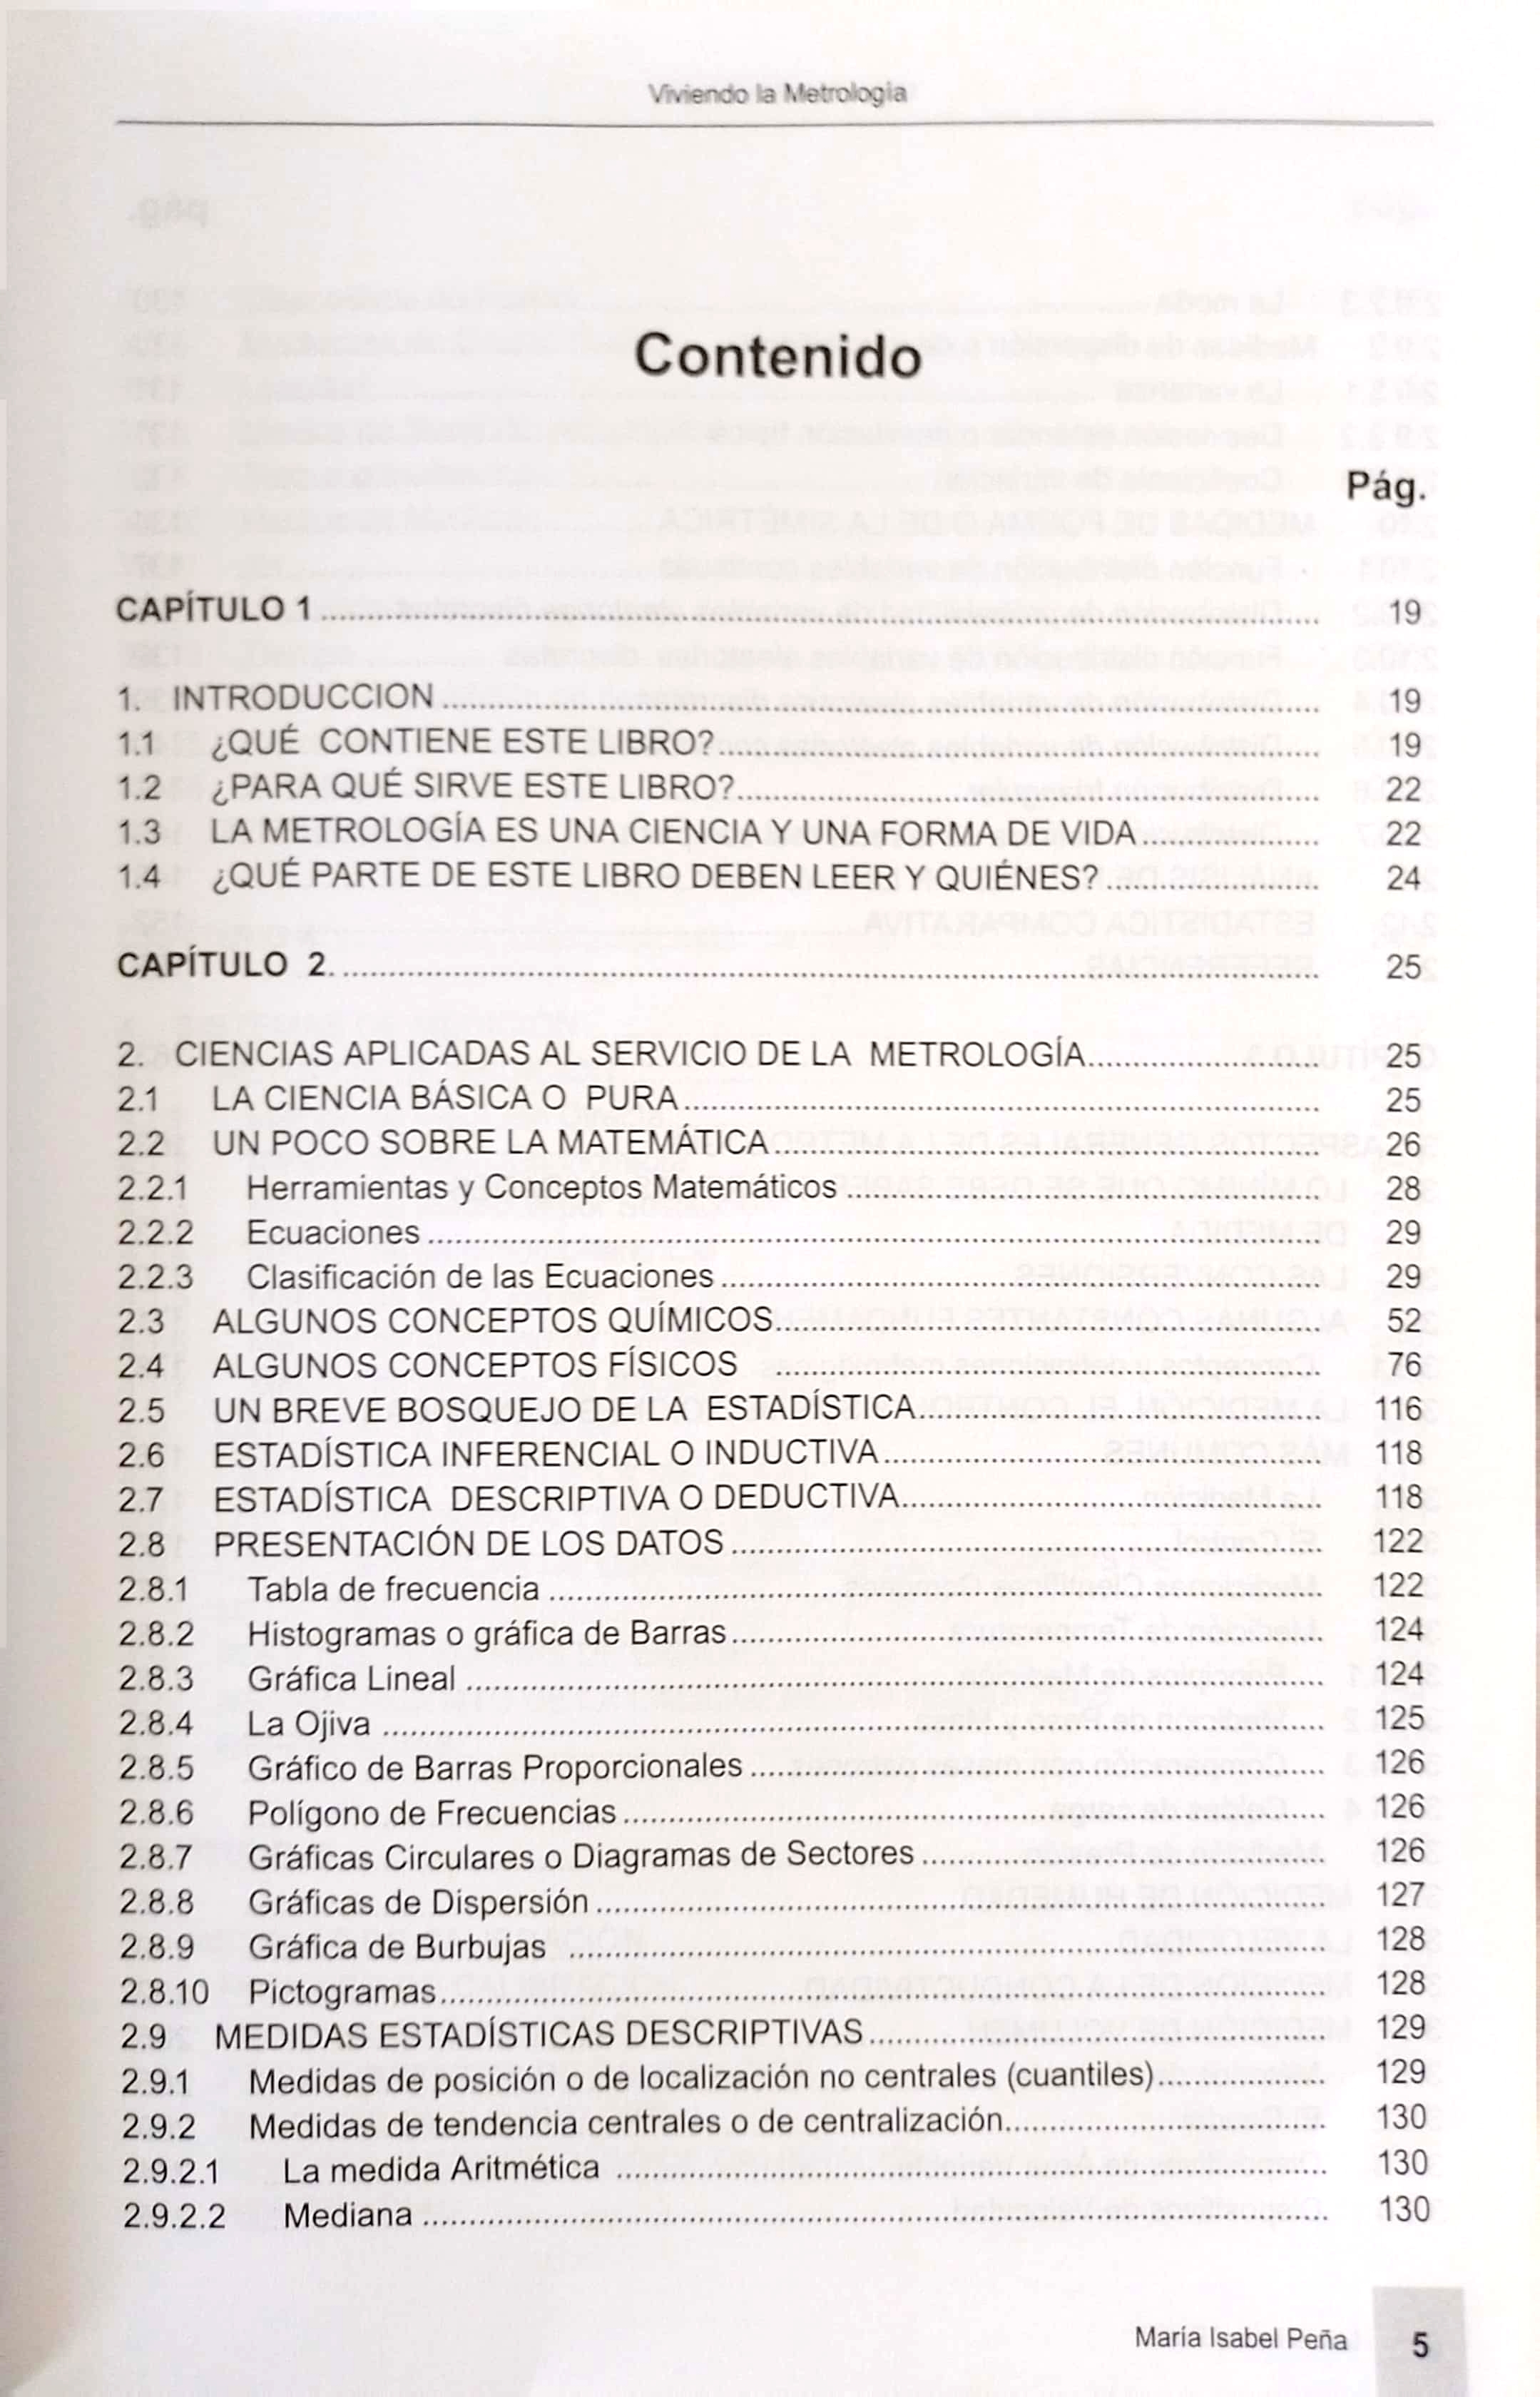 Viviendo la Metrología
Contenido
Pág.
CAPÍTULO 1 ........ 19
1. INTRODUCCION ........ 19
1.1 ¿QUÉ CONTIENE ESTE LIBRO? ........ 19
1.2 ¿PARA QUÉ SIRVE ESTE LIBRO? ........ 22
1.3 LA METROLOGÍA ES UNA CIENCIA Y UNA FORMA DE VIDA ........ 22
1.4 ¿QUÉ PARTE DE ESTE LIBRO DEBEN LEER Y QUIÉNES? ........ 24
CAPÍTULO 2. ........ 25
2. CIENCIAS APLICADAS AL SERVICIO DE LA METROLOGÍA ........ 25
2.1 LA CIENCIA BÁSICA O PURA ........ 25
2.2 UN POCO SOBRE LA MATEMÁTICA ........ 26
2.2.1 Herramientas y Conceptos Matemáticos ........ 28
2.2.2 Ecuaciones ........ 29
2.2.3 Clasificación de las Ecuaciones ........ 29
2.3 ALGUNOS CONCEPTOS QUÍMICOS ........ 52
2.4 ALGUNOS CONCEPTOS FÍSICOS ........ 76
2.5 UN BREVE BOSQUEJO DE LA ESTADÍSTICA ........ 116
2.6 ESTADÍSTICA INFERENCIAL O INDUCTIVA ........ 118
2.7 ESTADÍSTICA DESCRIPTIVA O DEDUCTIVA ........ 118
2.8 PRESENTACIÓN DE LOS DATOS ........ 122
2.8.1 Tabla de frecuencia ........ 122
2.8.2 Histogramas o gráfica de Barras ........ 124
2.8.3 Gráfica Lineal ........ 124
2.8.4 La Ojiva ........ 125
2.8.5 Gráfico de Barras Proporcionales ........ 126
2.8.6 Polígono de Frecuencias ........ 126
2.8.7 Gráficas Circulares o Diagramas de Sectores ........ 126
2.8.8 Gráficas de Dispersión ........ 127
2.8.9 Gráfica de Burbujas ........ 128
2.8.10 Pictogramas ........ 128
2.9 MEDIDAS ESTADÍSTICAS DESCRIPTIVAS ........ 129
2.9.1 Medidas de posición o de localización no centrales (cuantiles) ........ 129
2.9.2 Medidas de tendencia centrales o de centralización ........ 130
2.9.2.1 La medida Aritmética ........ 130
2.9.2.2 Mediana ........ 130
María Isabel Peña 5